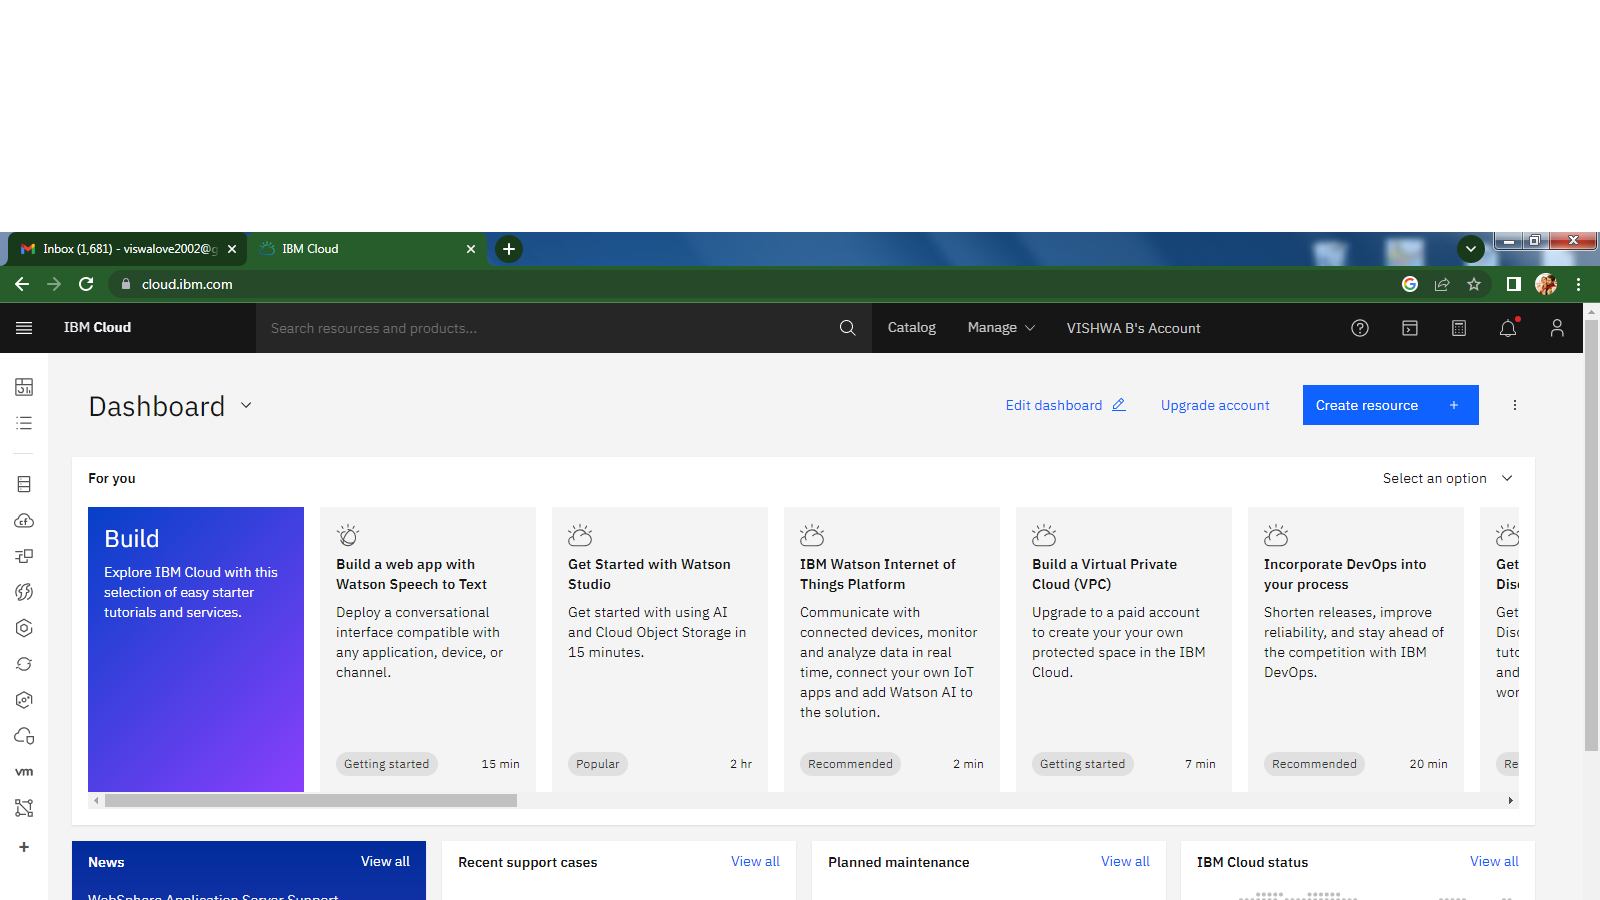 Inbox (1,681) - viswalove2002@g
IBM Cloud
cloud.ibm.com
IBM Cloud
Search resources and products...
Catalog
Manage
VISHWA B's Account
Dashboard
Edit dashboard
Upgrade account
Create resource +
For you
Select an option
Build
Explore IBM Cloud with this
selection of easy starter
tutorials and services.
Build a web app with
Watson Speech to Text
Deploy a conversational
interface compatible with
any application, device, or
channel.
Getting started
15 min
Get Started with Watson
Studio
Get started with using AI
and Cloud Object Storage in
15 minutes.
Popular
2 hr
IBM Watson Internet of
Things Platform
Communicate with
connected devices, monitor
and analyze data in real
time, connect your own IoT
apps and add Watson AI to
the solution.
Recommended
2 min
Build a Virtual Private
Cloud (VPC)
Upgrade to a paid account
to create your your own
protected space in the IBM
Cloud.
Getting started
7 min
Incorporate DevOps into
your process
Shorten releases, improve
reliability, and stay ahead of
the competition with IBM
DevOps.
Recommended
20 min
Get
Disc
Get
Disc
tuto
and
wor
Re
cf
vm
News
View all
WebSphere Application Server Support
Recent support cases
View all
Planned maintenance
View all
IBM Cloud status
View all